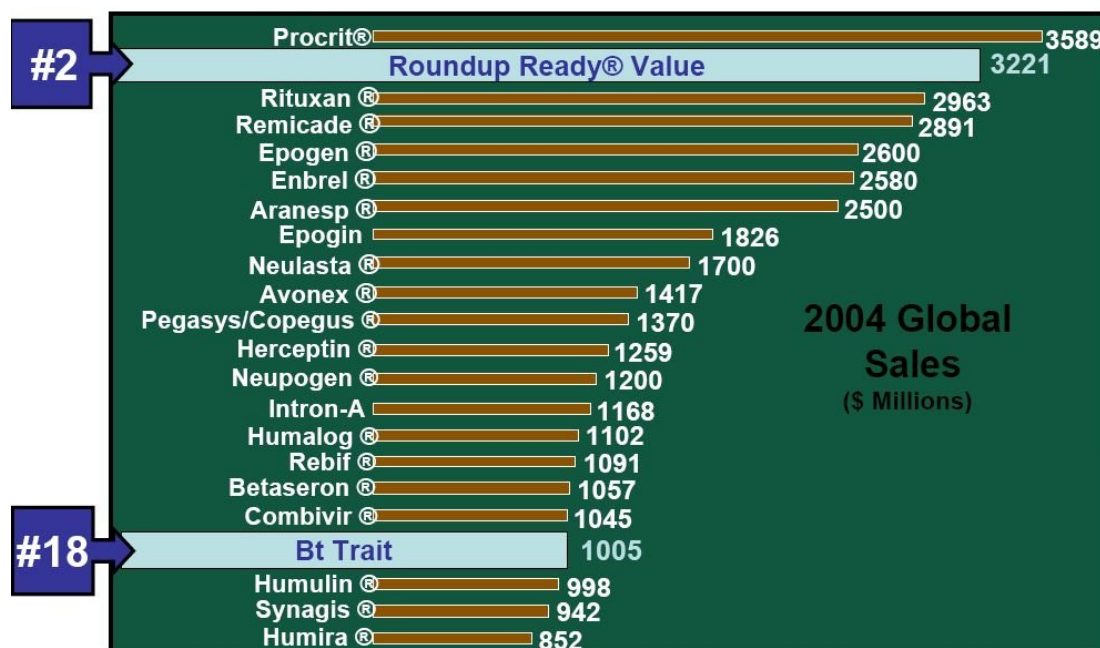 Procrit® 3589
#2 Roundup Ready® Value 3221
Rituxan ® 2963
Remicade ® 2891
Epogen ® 2600
Enbrel ® 2580
Aranesp ® 2500
Epogin 1826
Neulasta ® 1700
Avonex ® 1417
Pegasys/Copegus ® 1370
Herceptin ® 1259
Neupogen ® 1200
Intron-A 1168
Humalog ® 1102
Rebif ® 1091
Betaseron ® 1057
Combivir ® 1045
#18 Bt Trait 1005
Humulin ® 998
Synagis ® 942
Humira ® 852
2004 Global
Sales
($ Millions)